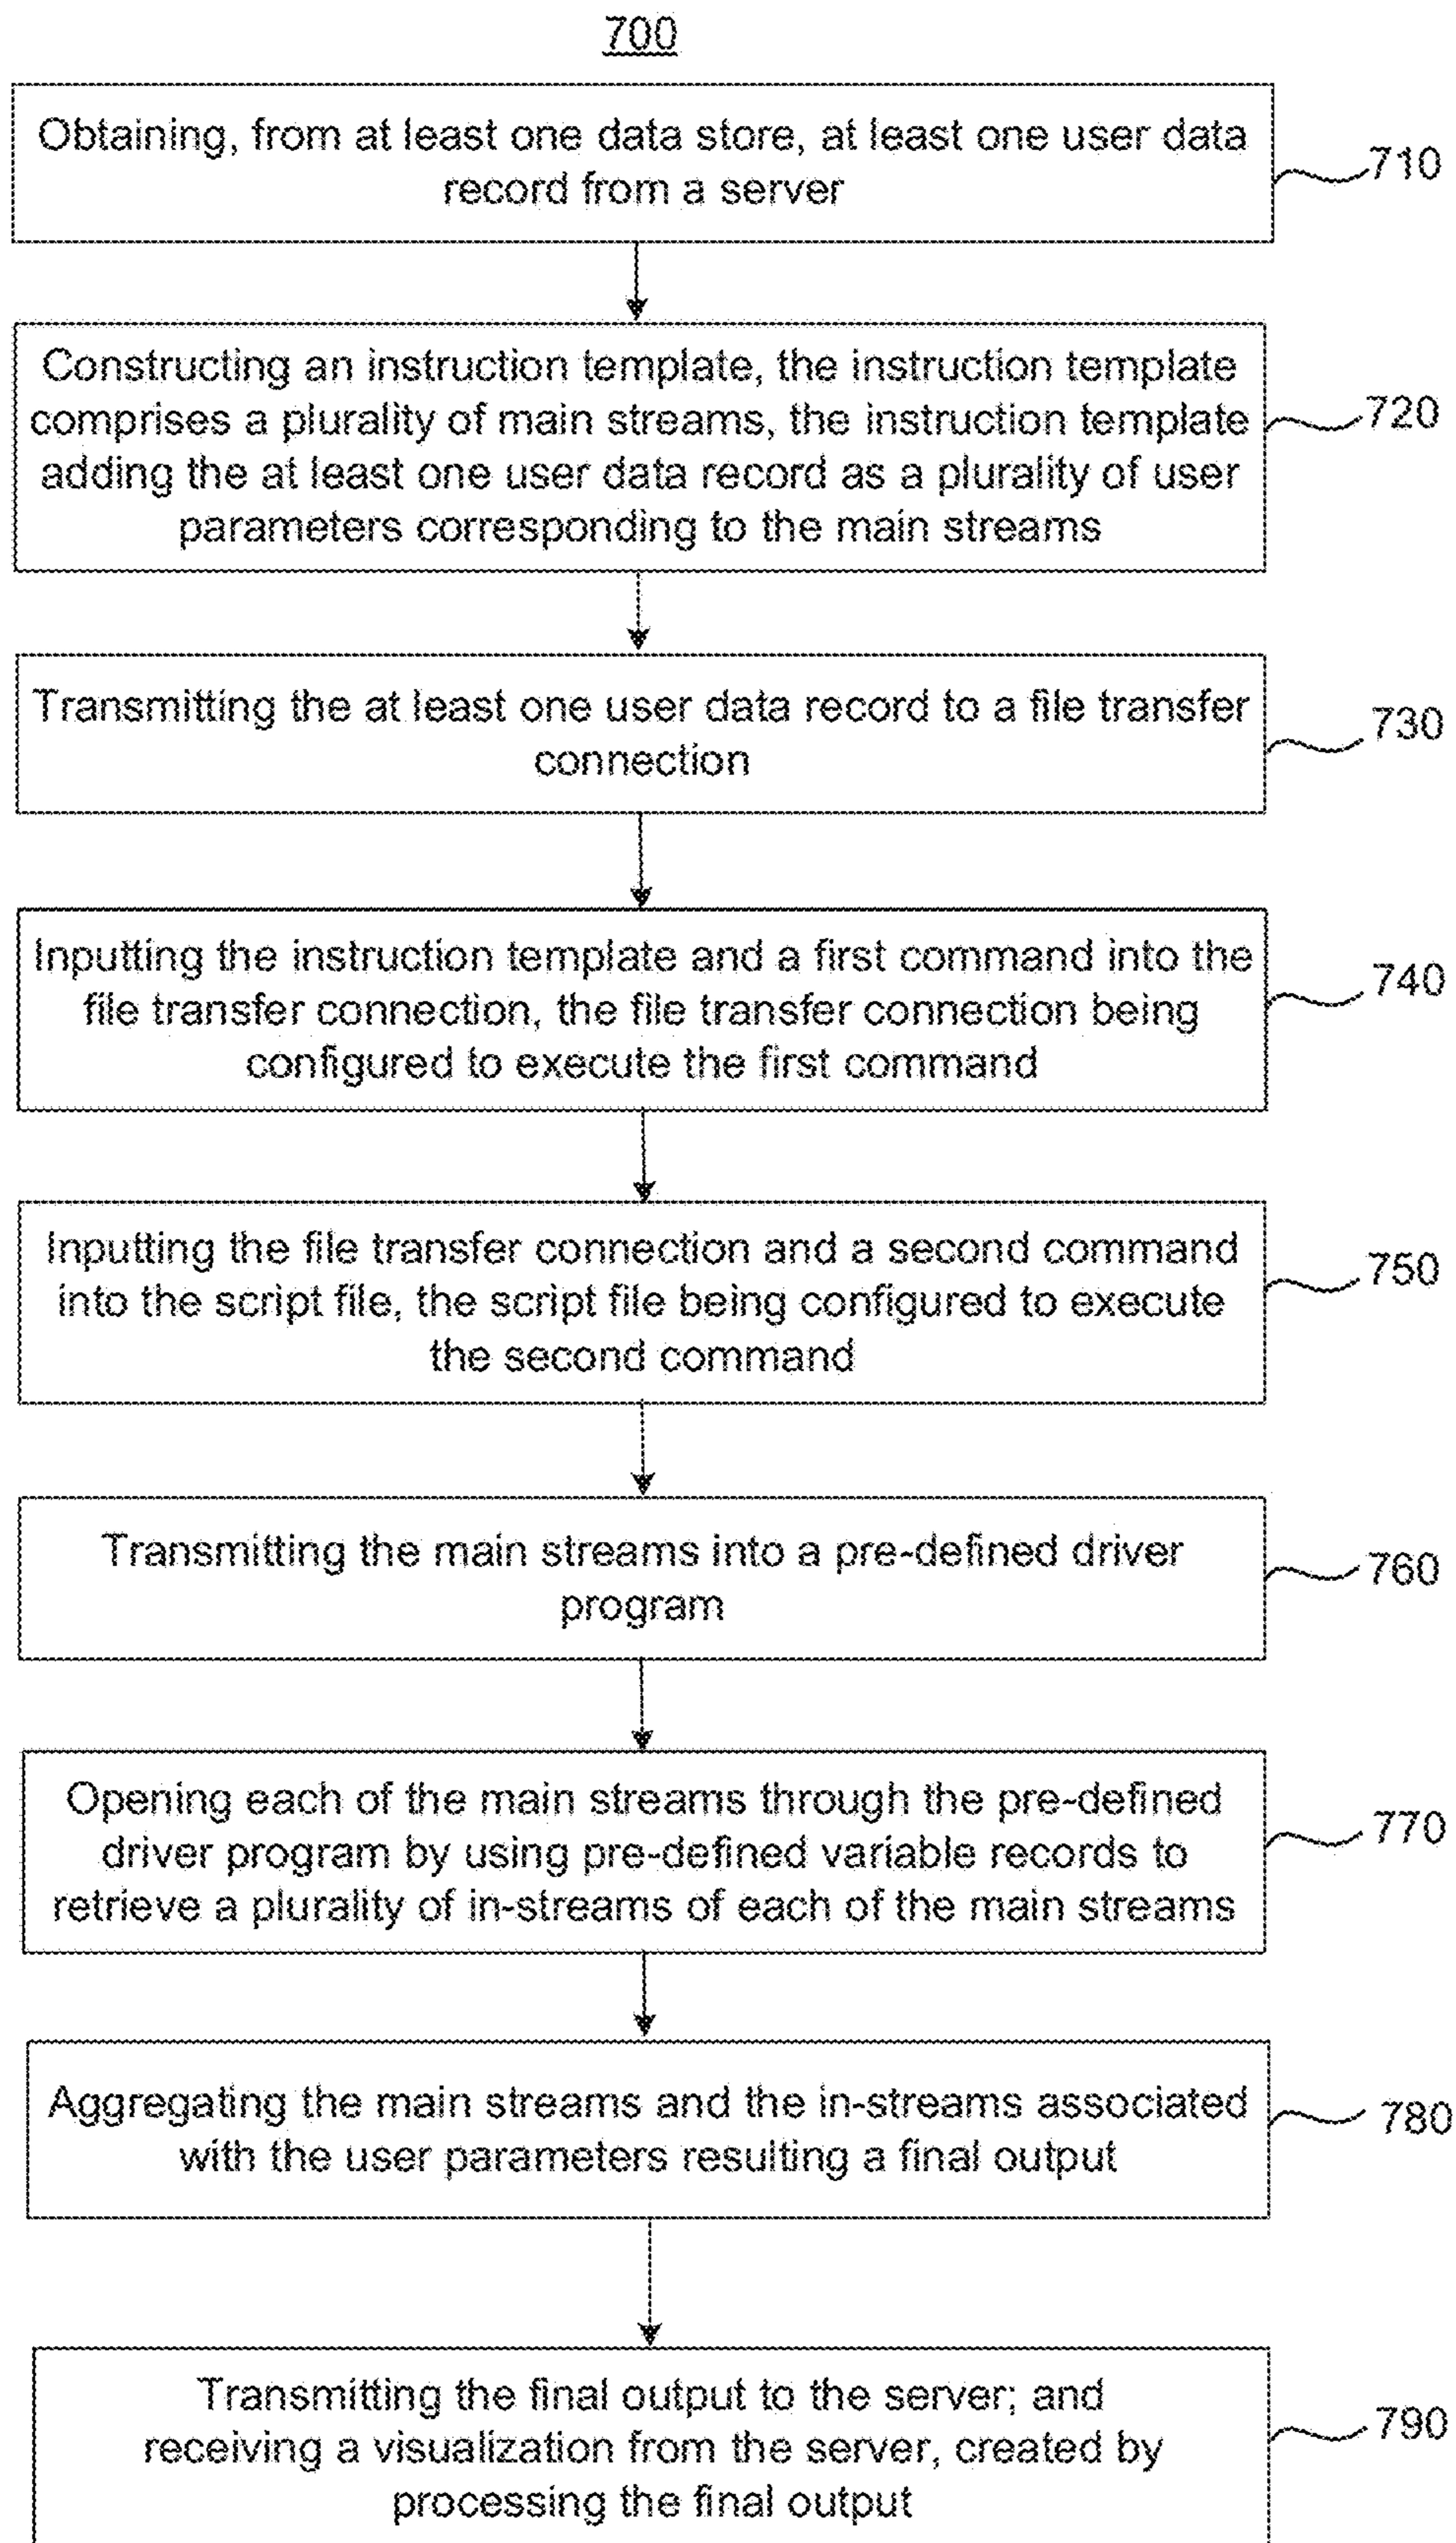 700
Obtaining, from at least one data store, at least one user data
record from a server
710
Constructing an instruction template, the instruction template
comprises a plurality of main streams, the instruction template
adding the at least one user data record as a plurality of user
parameters corresponding to the main streams
720
Transmitting the at least one user data record to a file transfer
connection
730
Inputting the instruction template and a first command into the
file transfer connection, the file transfer connection being
configured to execute the first command
740
Inputting the file transfer connection and a second command
into the script file, the script file being configured to execute
the second command
750
Transmitting the main streams into a pre-defined driver
program
760
Opening each of the main streams through the pre-defined
driver program by using pre-defined variable records to
retrieve a plurality of in-streams of each of the main streams
770
Aggregating the main streams and the in-streams associated
with the user parameters resulting a final output
780
Transmitting the final output to the server; and
receiving a visualization from the server, created by
processing the final output
790